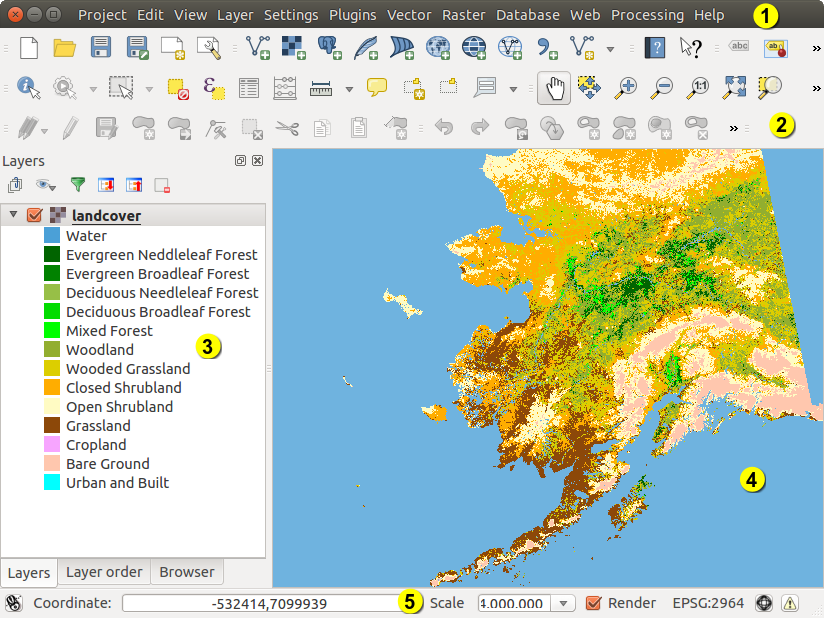 Project Edit View Layer Settings Plugins Vector Raster Database Web Processing Help 1
? ? abc ab »
1:1 »
» 2
Layers
landcover
Water
Evergreen Neddleleaf Forest
Evergreen Broadleaf Forest
Deciduous Needleleaf Forest
Deciduous Broadleaf Forest
Mixed Forest
Woodland
3
Wooded Grassland
Closed Shrubland
Open Shrubland
Grassland
Cropland
Bare Ground
Urban and Built
4
Layers Layer order Browser
Coordinate: -532414,7099939 5 Scale 4.000.000 Render EPSG:2964